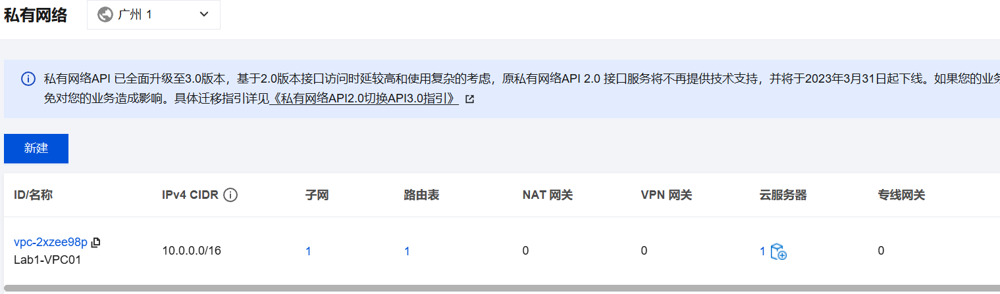 私有网络 广州 1
私有网络API 已全面升级至3.0版本，基于2.0版本接口访问时延较高和使用复杂的考虑，原私有网络API 2.0 接口服务将不再提供技术支持，并将于2023年3月31日起下线。如果您的业务
免对您的业务造成影响。具体迁移指引详见《私有网络API2.0切换API3.0指引》
新建
ID/名称 IPv4 CIDR 子网 路由表 NAT 网关 VPN 网关 云服务器 专线网关
vpc-2xzee98p
Lab1-VPC01 10.0.0.0/16 1 1 0 0 1 0